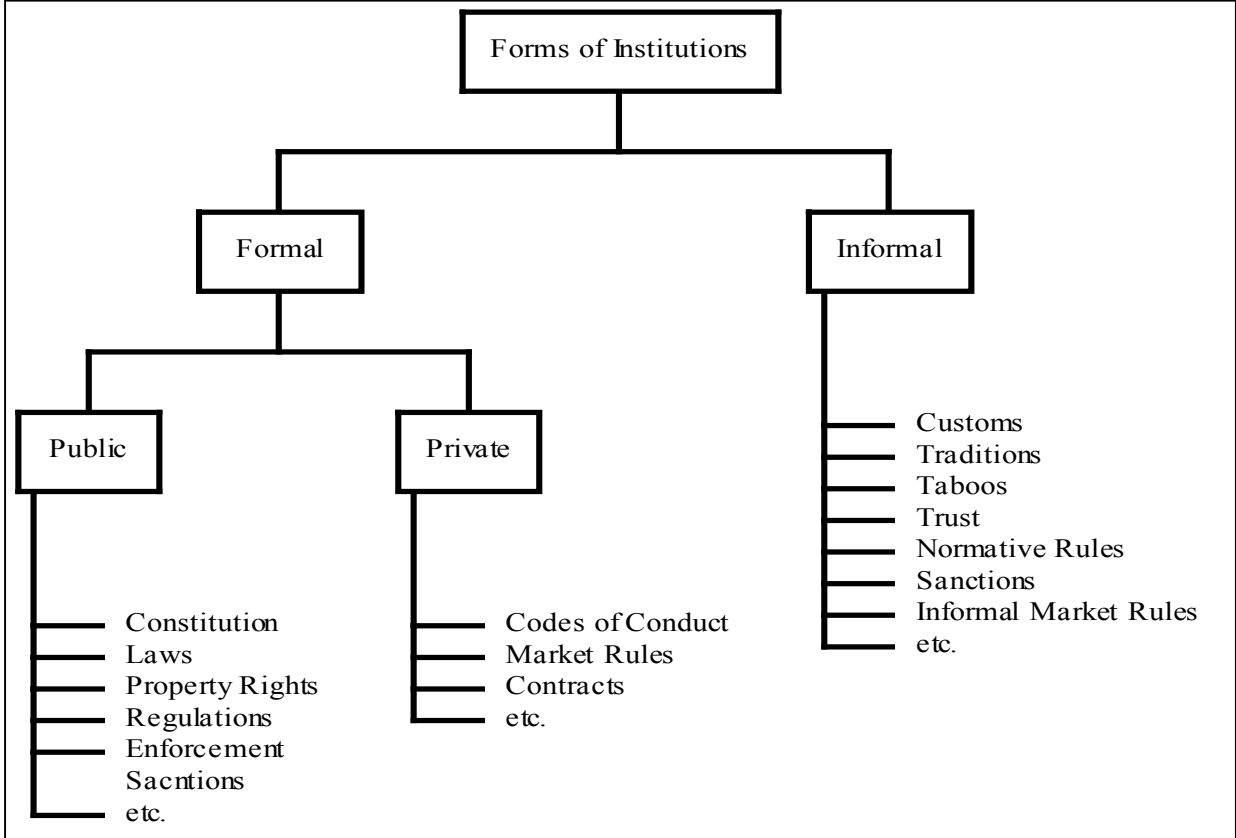 Forms of Institutions
Formal
Informal
Public
Private
Customs
Traditions
Taboos
Trust
Normative Rules
Sanctions
Informal Market Rules
etc.
Constitution
Laws
Property Rights
Regulations
Enforcement
Sacntions
etc.
Codes of Conduct
Market Rules
Contracts
etc.